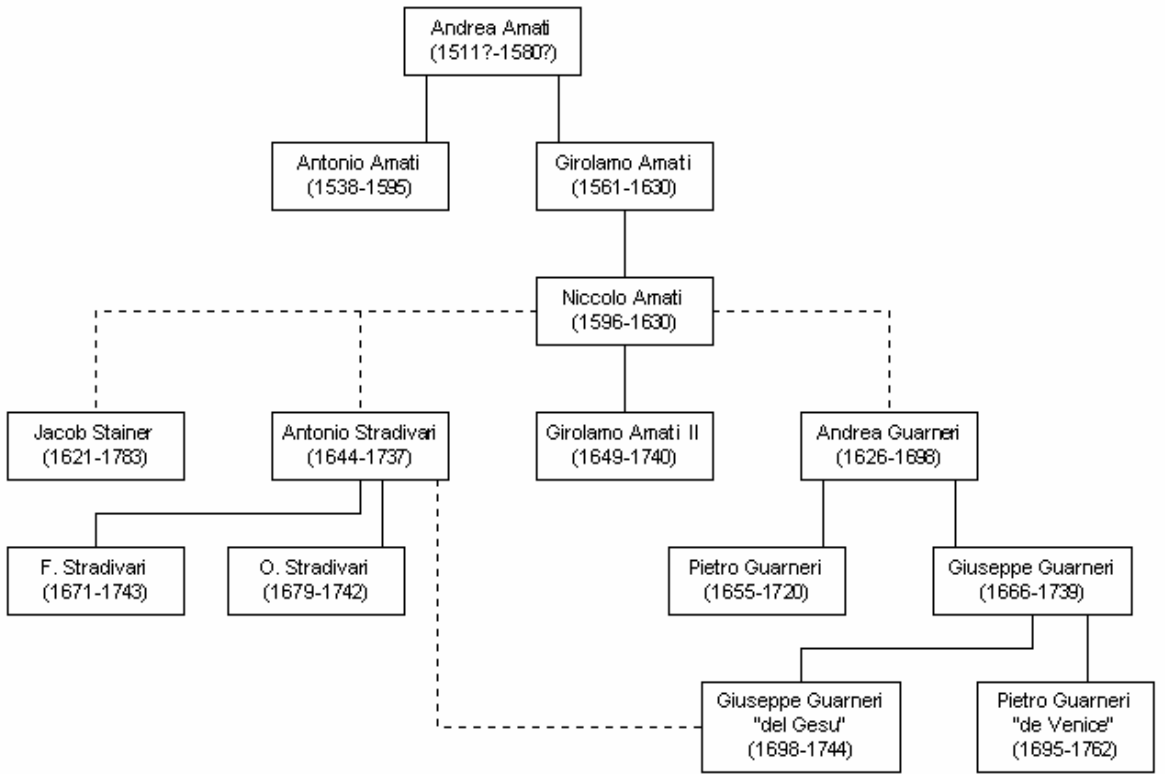 Andrea Amati
(1511?-1580?)
Antonio Amati
(1538-1595)
Girolamo Amati
(1561-1630)
Niccolo Amati
(1596-1630)
Jacob Stainer
(1621-1783)
Antonio Stradivari
(1644-1737)
Girolamo Amati II
(1649-1740)
Andrea Guarneri
(1626-1698)
F. Stradivari
(1671-1743)
O. Stradivari
(1679-1742)
Pietro Guarneri
(1655-1720)
Giuseppe Guarneri
(1666-1739)
Giuseppe Guarneri
"del Gesu"
(1698-1744)
Pietro Guarneri
"de Venice"
(1695-1762)